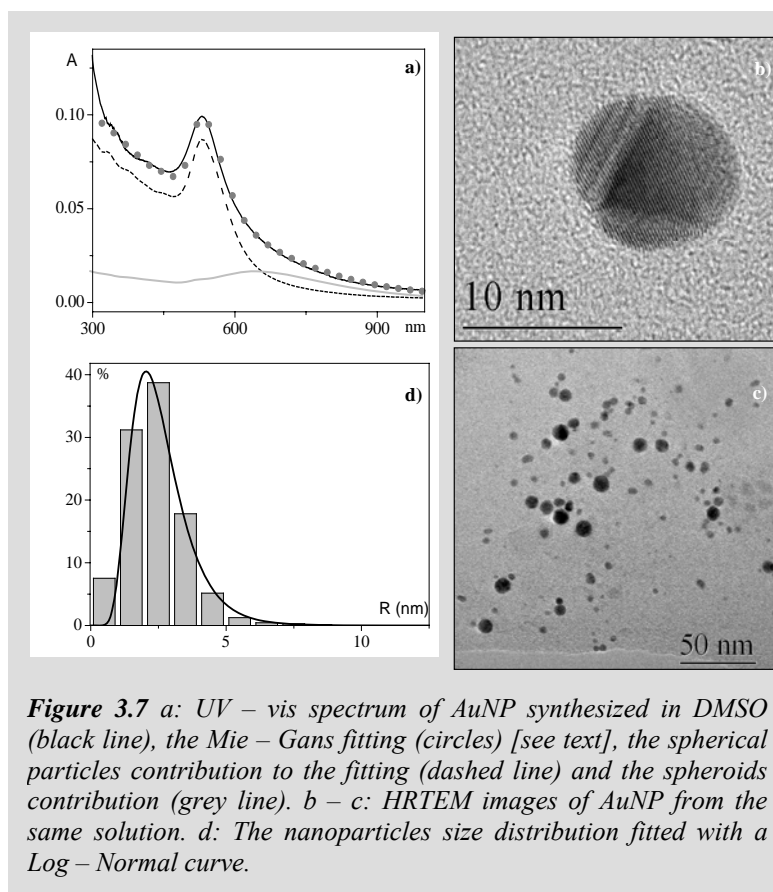 A
a)
0.10
0.05
0.00
300
600
900
nm
b)
10 nm
%
d)
40
30
20
10
0
R (nm)
0
5
10
c)
50 nm
Figure 3.7 a: UV – vis spectrum of AuNP synthesized in DMSO
(black line), the Mie – Gans fitting (circles) [see text], the spherical
particles contribution to the fitting (dashed line) and the spheroids
contribution (grey line). b – c: HRTEM images of AuNP from the
same solution. d: The nanoparticles size distribution fitted with a
Log – Normal curve.